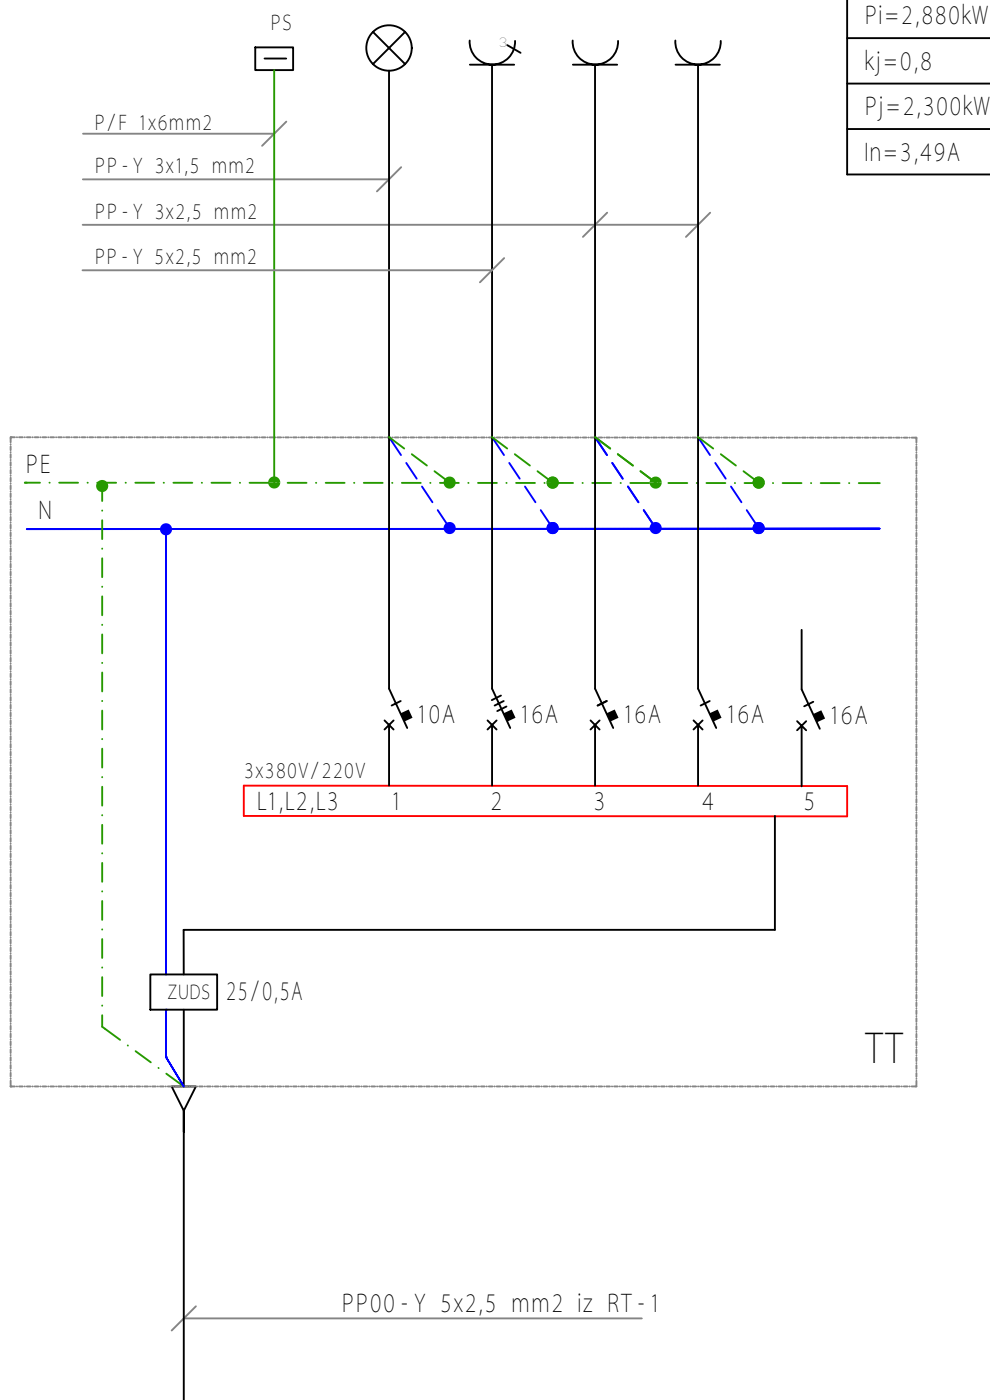 PS
Pi=2,880kW
kj=0,8
Pj=2,300kW
In=3,49A
3
P/F 1x6mm2
PP-Y 3x1,5 mm2
PP-Y 3x2,5 mm2
PP-Y 5x2,5 mm2
PE
N
10A
16A
16A
16A
16A
3x380V/220V
L1,L2,L3 1 2 3 4 5
ZUDS 25/0,5A
TT
PP00-Y 5x2,5 mm2 iz RT-1